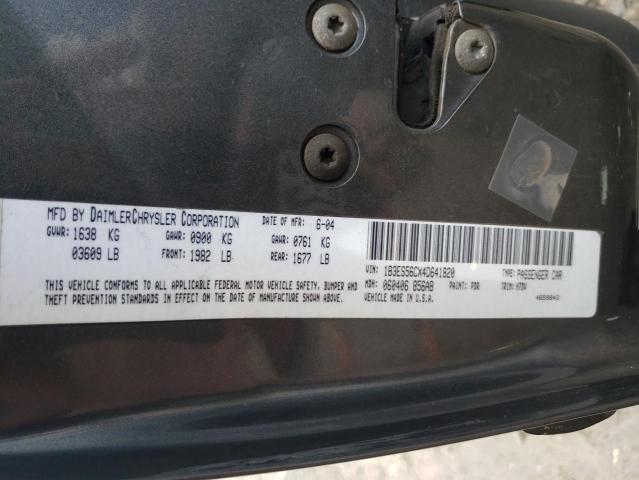 MFD BY DAIMLERCHRYSLER CORPORATION DATE OF MFR: 6-04
GVWR: 1638 KG GAWR: 0900 KG GAWR: 0761 KG
03609 LB FRONT: 1982 LB REAR: 1677 LB
THIS VEHICLE CONFORMS TO ALL APPLICABLE FEDERAL MOTOR VEHICLE SAFETY, BUMPER AND
THEFT PREVENTION STANDARDS IN EFFECT ON THE DATE OF MANUFACTURE SHOWN ABOVE.
VIN: 1B3ES56CX4D641820 TYPE: PASSENGER CAR
MDH: 060406 856AB PAINT: PDR TRIM:
VEHICLE MADE IN U.S.A.